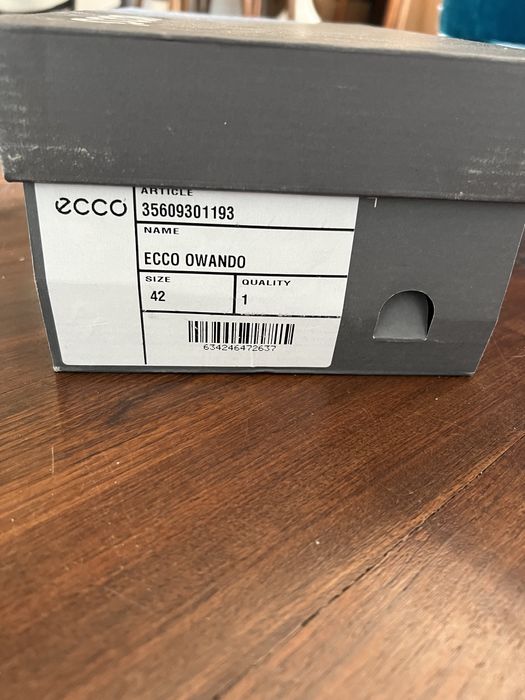 ecco
ARTICLE
35609301193
NAME
ECCO OWANDO
SIZE
42
QUALITY
1
634246472637